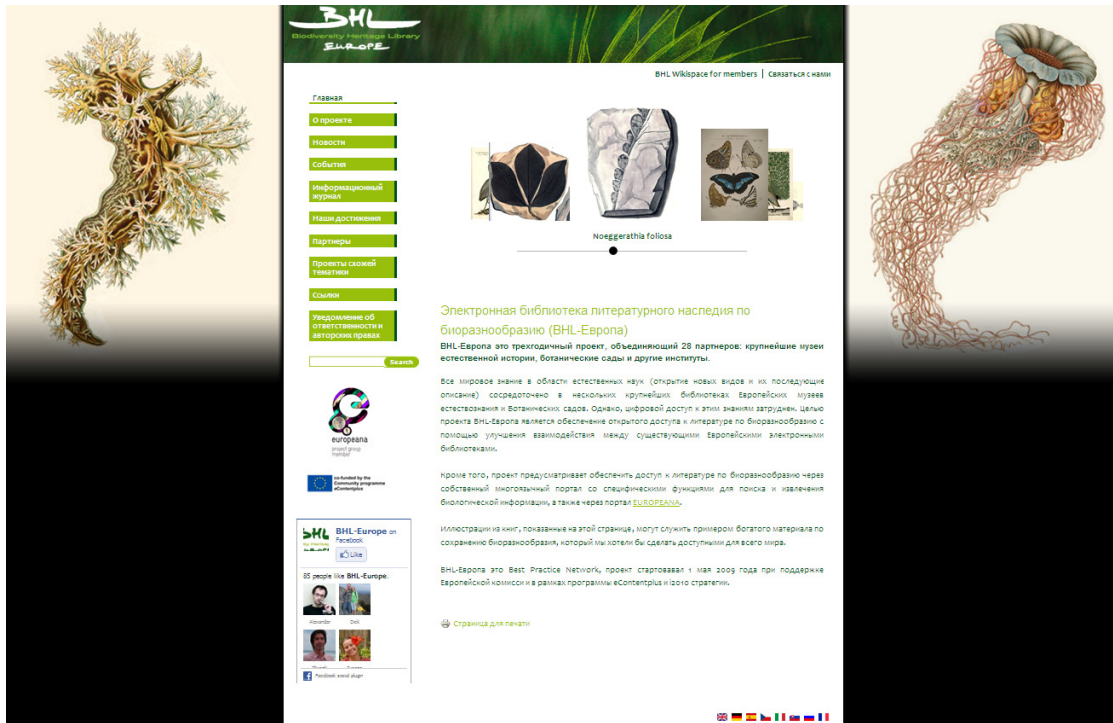 BHL
Biodiversity Heritage Library
EUROPE
BHL Wikispace for members | Связаться с нами
Главная
О проекте
Новости
События
Информационный
журнал
Наши достижения
Партнеры
Проекты схожей
тематики
Ссылки
Уведомление об
ответственности и
авторских правах
Search
europeana
project group
member
co-funded by the
Community programme
eContentplus
BHL-Europe on
Facebook
Like
85 people like BHL-Europe.
Alexander
Dick
Facebook social plugin
Noeggerathia foliosa
Электронная библиотека литературного наследия по
биоразнообразию (BHL-Европа)
BHL-Европа это трехгодичный проект, объединяющий 28 партнеров: крупнейшие музеи
естественной истории, ботанические сады и другие институты.
Все мировое знание в области естественных наук (открытие новых видов и их последующие
описание) сосредоточено в нескольких крупнейших библиотеках Европейских музеев
естествознания и Ботанических садов. Однако, цифровой доступ к этим знаниям затруднен. Целью
проекта BHL-Европа является обеспечение открытого доступа к литературе по биоразнообразию с
помощью улучшения взаимодействия между существующими Европейскими электронными
библиотеками.
Кроме того, проект предусматривает обеспечить доступ к литературе по биоразнообразию через
собственный многоязычный портал со специфическими функциями для поиска и извлечения
биологической информации, а также через портал EUROPEANA.
Иллюстрации из книг, показанные на этой странице, могут служить примером богатого материала по
сохранению биоразнообразия, который мы хотели бы сделать доступными для всего мира.
BHL-Европа это Best Practice Network, проект стартовавал 1 мая 2009 года при поддержке
Европейской комисси и в рамках программы eContentplus и i2010 стратегии.
Страница для печати